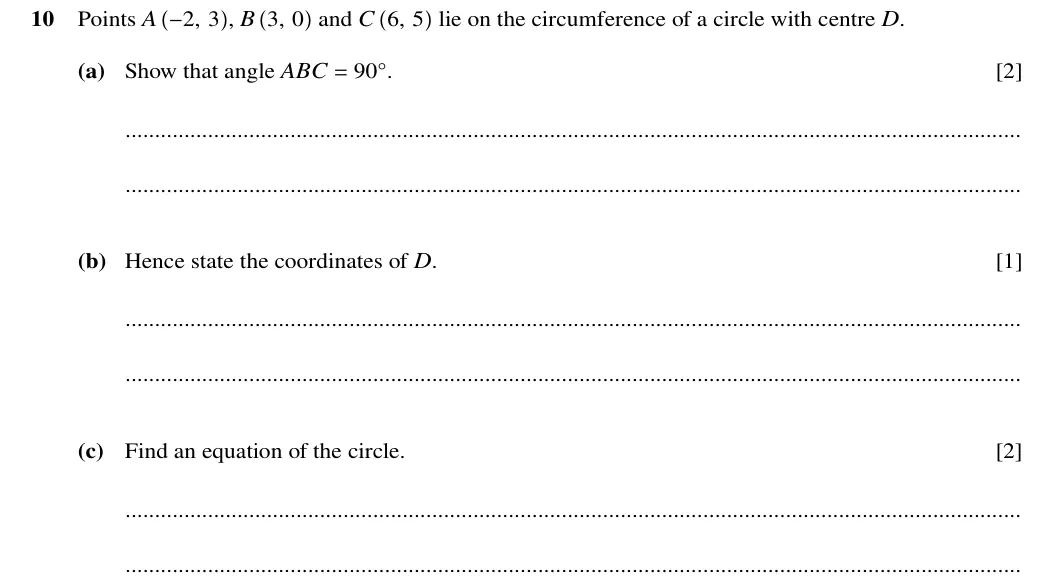 10 Points A (−2, 3), B (3, 0) and C (6, 5) lie on the circumference of a circle with centre D.
(a) Show that angle ABC = 90°. [2]
(b) Hence state the coordinates of D. [1]
(c) Find an equation of the circle. [2]